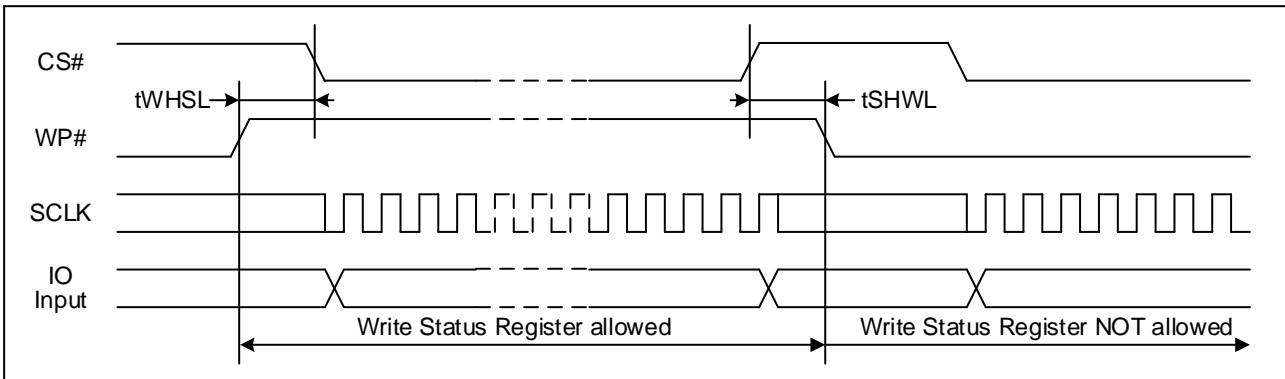 CS#
tWHSL
tSHWL
WP#
SCLK
IO
Input
Write Status Register allowed
Write Status Register NOT allowed